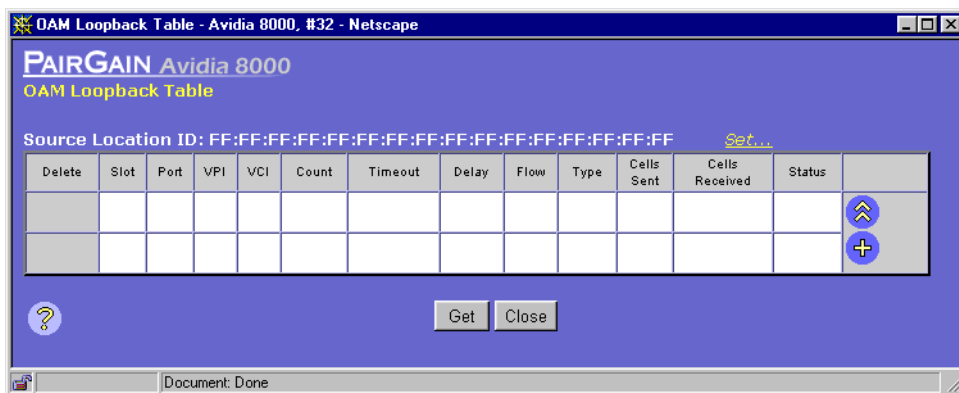 OAM Loopback Table - Avidia 8000, #32 - Netscape
PAIRGAIN Avidia 8000
OAM Loopback Table
Source Location ID: FF:FF:FF:FF:FF:FF:FF:FF:FF:FF:FF:FF:FF:FF:FF Set...
Delete Slot Port VPI VCI Count Timeout Delay Flow Type Cells Sent Cells Received Status
?
Get Close
Document: Done